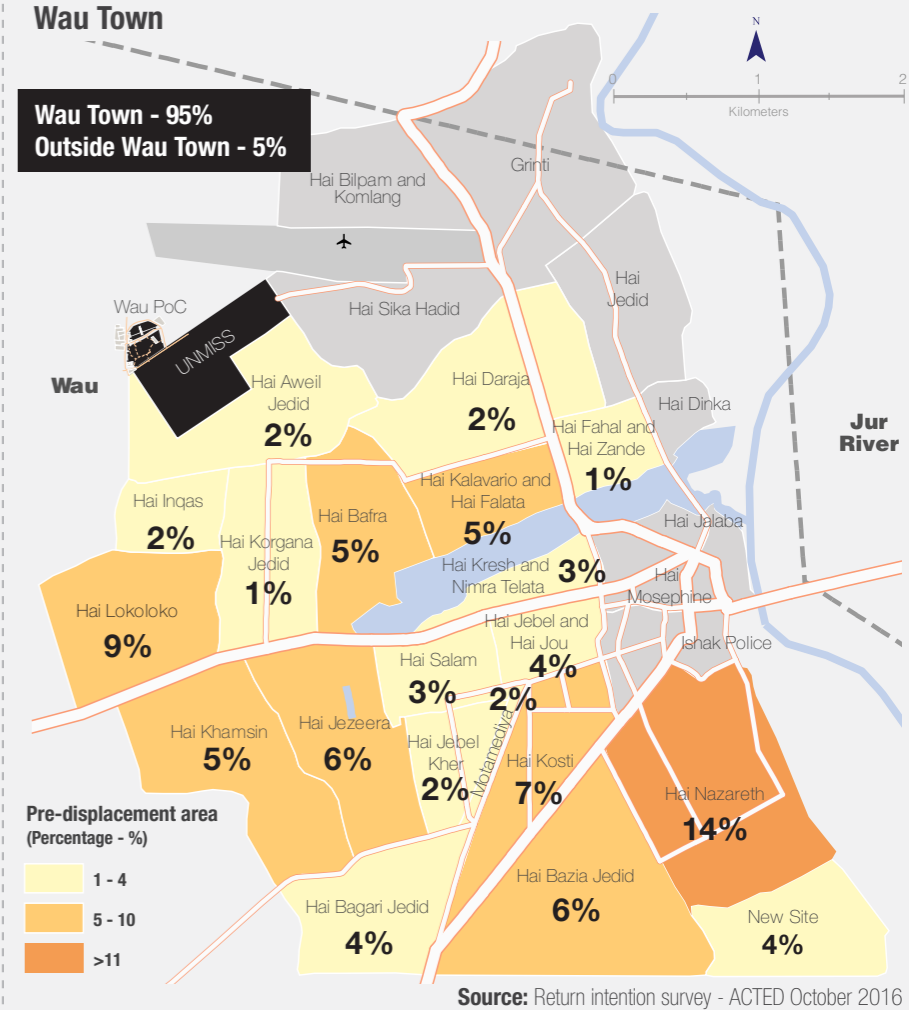 Wau Town
N
0
1
2
Kilometers
Wau Town - 95%
Outside Wau Town - 5%
Grinti
Hai Bilpam and
Komlang
Hai
Jedid
Hai Sika Hadid
Wau PoC
UNMISS
Wau
Hai Aweil
Jedid
2%
Hai Daraja
2%
Hai Dinka
Jur
River
Hai Fahal and
Hai Zande
1%
Hai Kalavario and
Hai Falata
5%
Hai Inqas
2%
Hai Bafra
5%
Hai Jalaba
Hai Korgana
Jedid
1%
Hai Kresh and
Nimra Telata
3%
Hai
Mosephine
Hai Lokoloko
9%
Hai Jebel and
Hai Jou
4%
Ishak Police
Hai Salam
3%
2%
Motamediya
Hai Khamsin
5%
Hai Jezeera
6%
Hai Jebel
Kher
2%
Hai Kosti
7%
Hai Nazareth
14%
Pre-displacement area
(Percentage - %)
1 - 4
5 - 10
>11
Hai Bagari Jedid
4%
Hai Bazia Jedid
6%
New Site
4%
Source: Return intention survey - ACTED October 2016